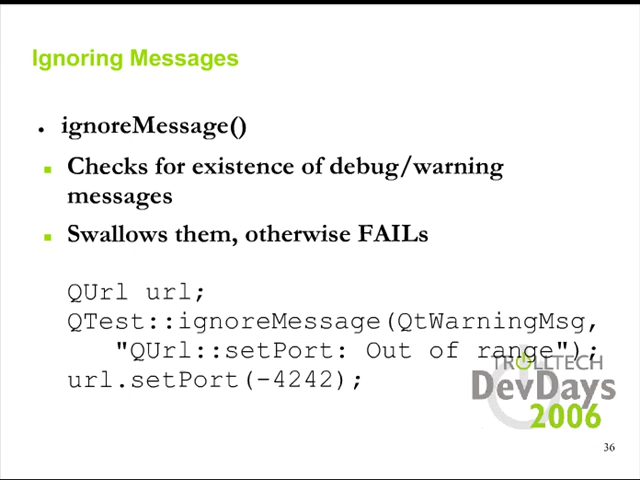 Ignoring Messages
• ignoreMessage()
Checks for existence of debug/warning
messages
Swallows them, otherwise FAILs
QUrl url;
QTest::ignoreMessage(QtWarningMsg,
"QUrl::setPort: Out of range");
url.setPort(-4242);
TROLLTECH
DevDays
2006
36